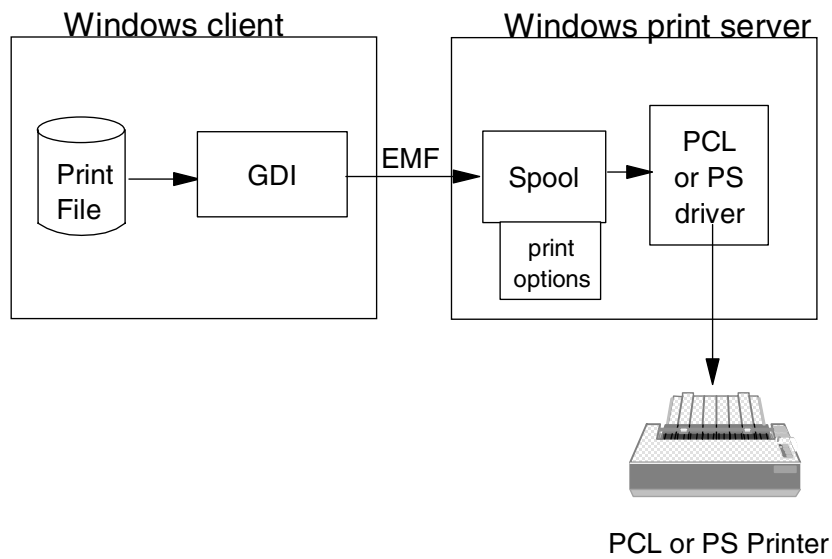 Windows client
Windows print server
Print
File
GDI
EMF
Spool
print
options
PCL
or PS
driver
PCL or PS Printer